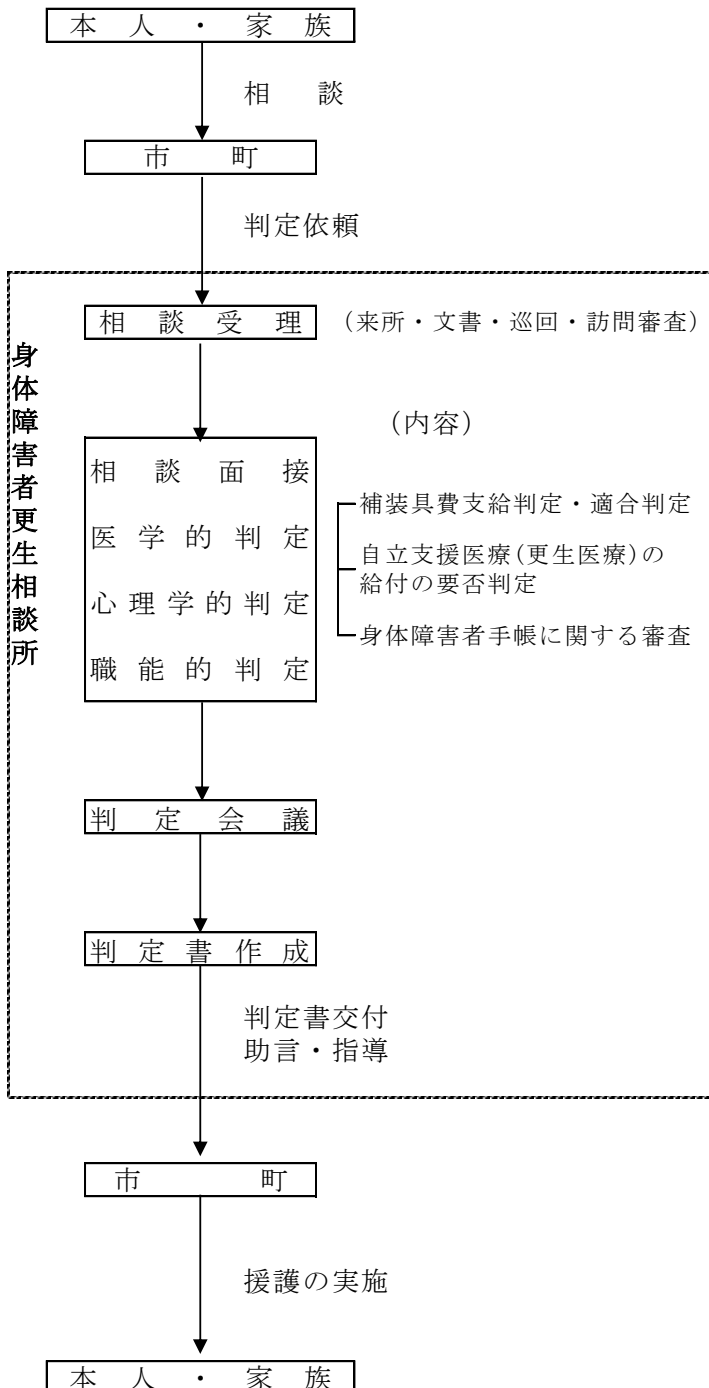 本人・家族
相談
市町
判定依頼
相談受理
（来所・文書・巡回・訪問審査）
身体障害者更生相談所
（内容）
相談面接
医学的判定
心理学的判定
職能的判定
補装具費支給判定・適合判定
自立支援医療(更生医療)の
給付の要否判定
身体障害者手帳に関する審査
判定会議
判定書作成
判定書交付
助言・指導
市町
援護の実施
本人・家族